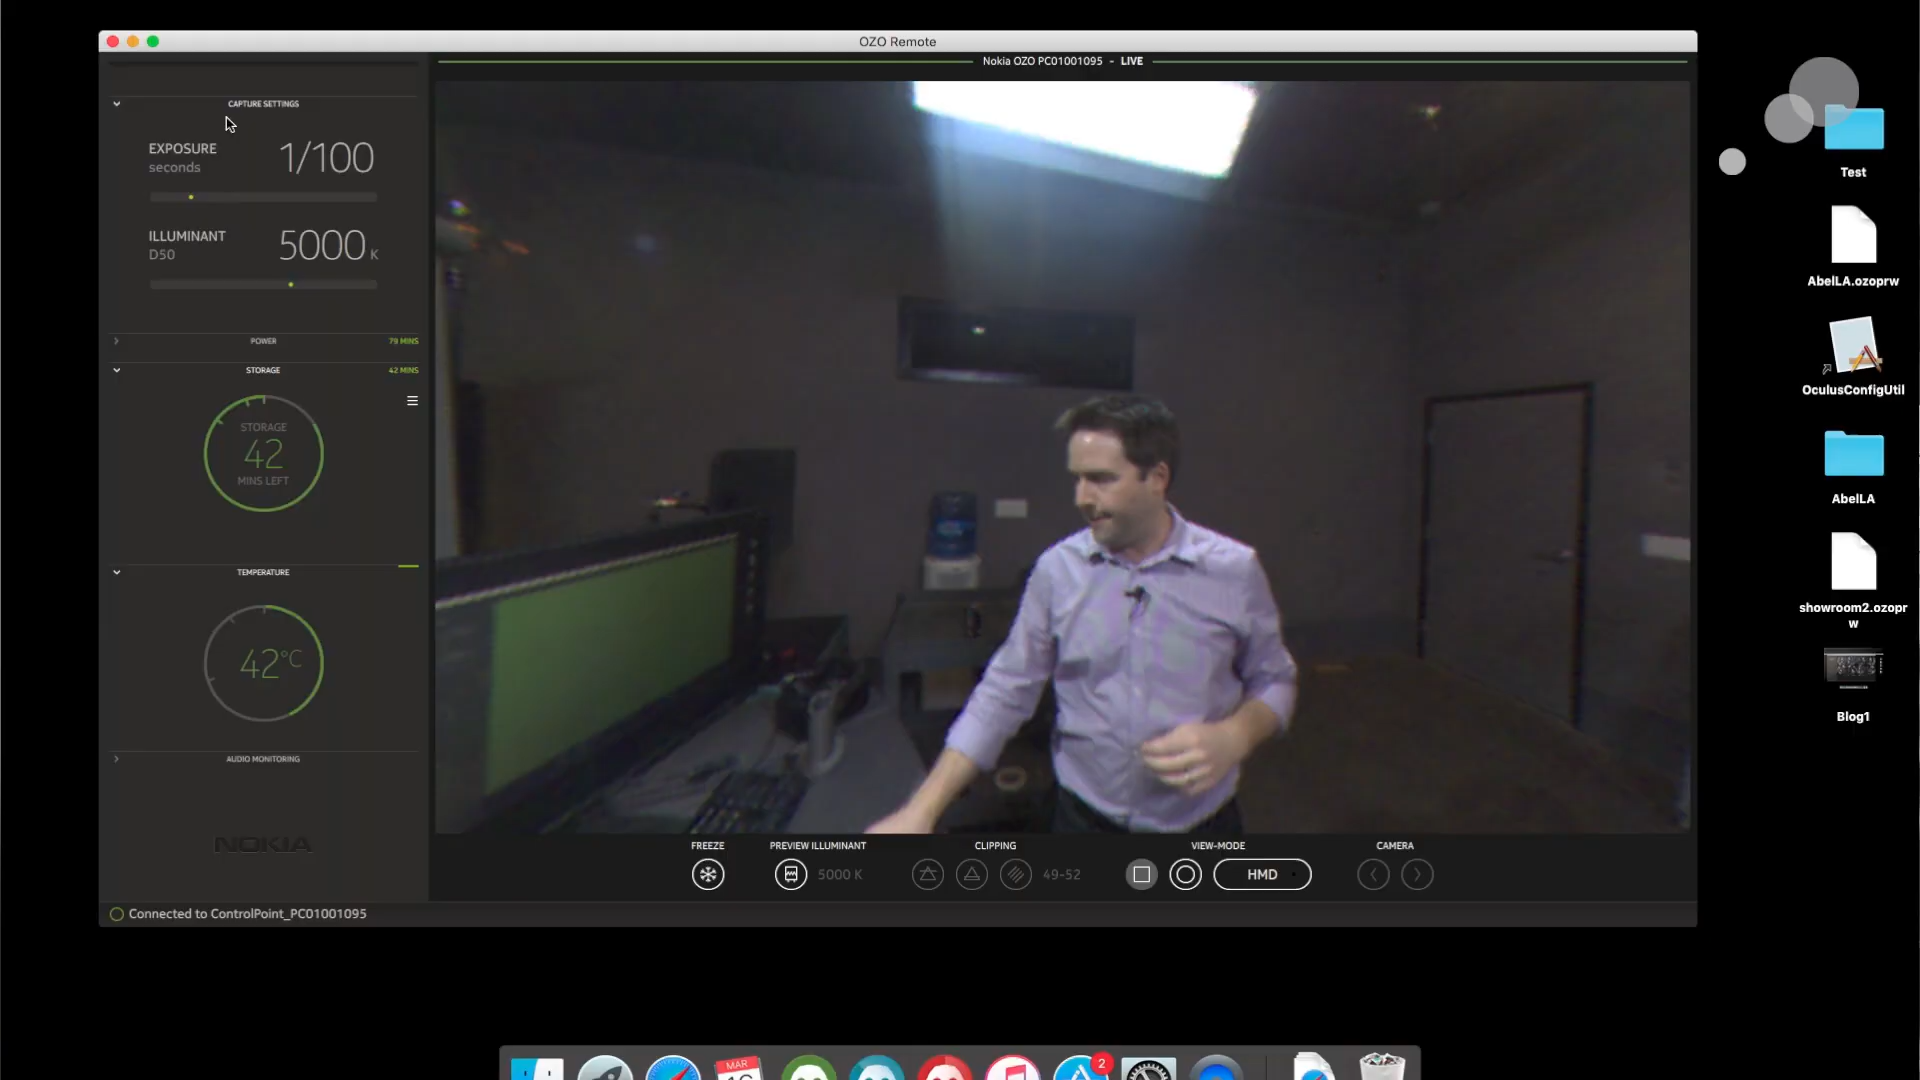 OZO Remote
Nokia OZO PC01001095 - LIVE
CAPTURE SETTINGS
EXPOSURE
seconds
1/100
ILLUMINANT
D50
5000 K
POWER
79 MINS
STORAGE
42 MINS
STORAGE
42
MINS LEFT
TEMPERATURE
42°C
AUDIO MONITORING
NOKIA
FREEZE
PREVIEW ILLUMINANT
5000 K
CLIPPING
49-52
VIEW-MODE
HMD
CAMERA
Connected to ControlPoint_PC01001095
Test
AbelLA.ozoprw
OculusConfigUtil
AbelLA
showroom2.ozopr
w
Blog1
MAR
2